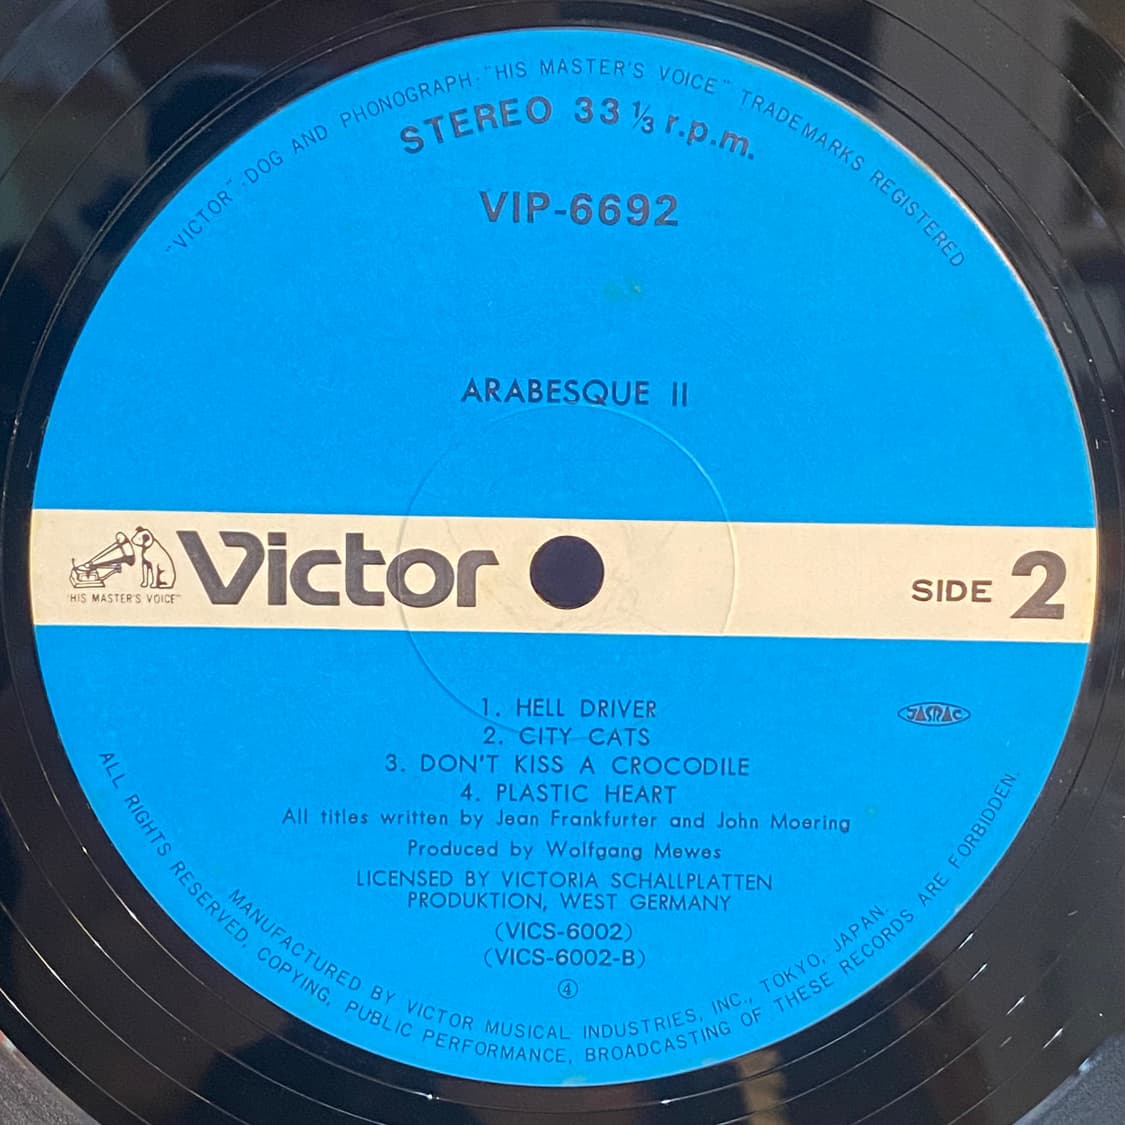 "VICTOR" · DOG AND PHONOGRAPH · "HIS MASTER'S VOICE" TRADEMARKS REGISTERED
STEREO 33 1/3 r.p.m.
VIP-6692
ARABESQUE II
Victor
"HIS MASTER'S VOICE"
SIDE 2
1. HELL DRIVER
JASRAC
2. CITY CATS
3. DON'T KISS A CROCODILE
4. PLASTIC HEART
All titles written by Jean Frankfurter and John Moering
Produced by Wolfgang Mewes
LICENSED BY VICTORIA SCHALLPLATTEN
PRODUKTION, WEST GERMANY
(VICS-6002)
(VICS-6002-B)
④
MANUFACTURED BY VICTOR MUSICAL INDUSTRIES, INC., TOKYO, JAPAN.
ALL RIGHTS RESERVED. COPYING, PUBLIC PERFORMANCE, BROADCASTING OF THESE RECORDS ARE FORBIDDEN.